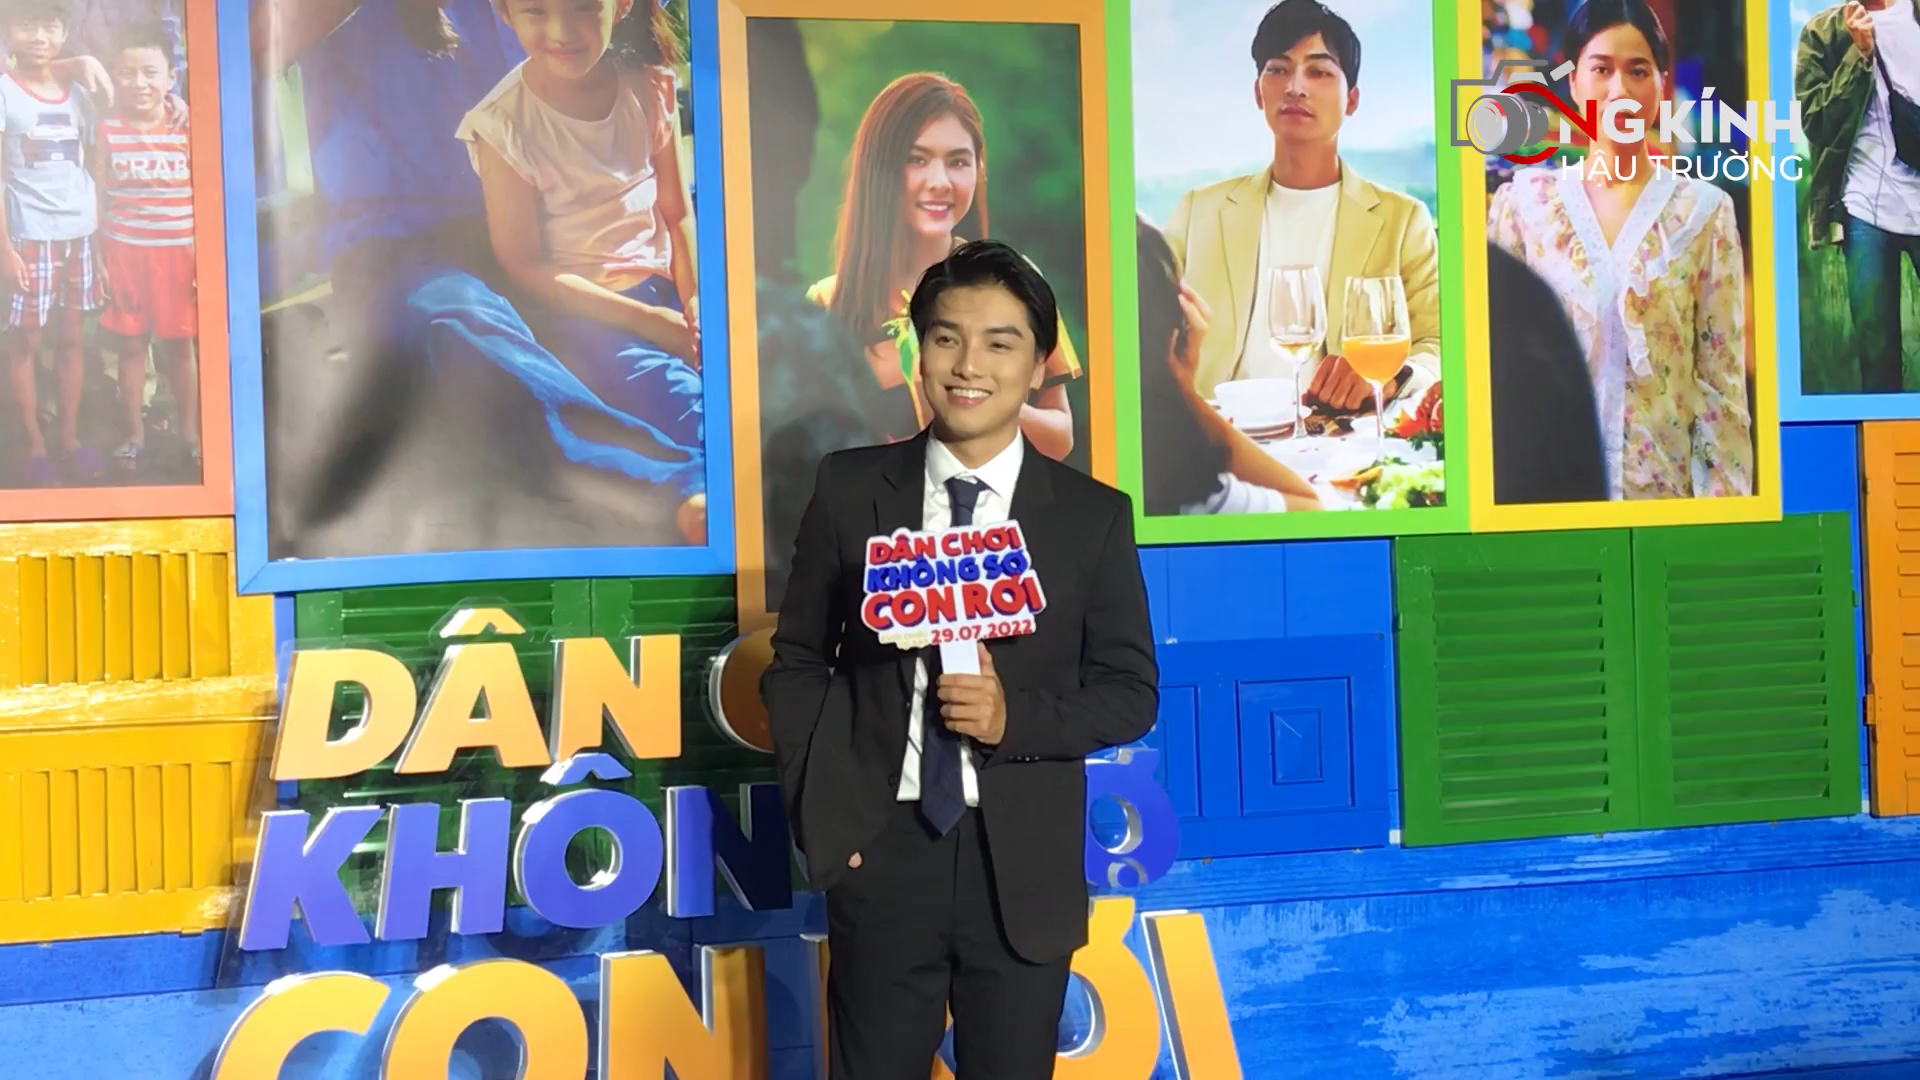 ỐNG KÍNH
HẬU TRƯỜNG
CRAB
DÂN CHƠI
KHÔNG SỢ
CON RƠI
29.07.2022
DÂN
KHÔN
CON